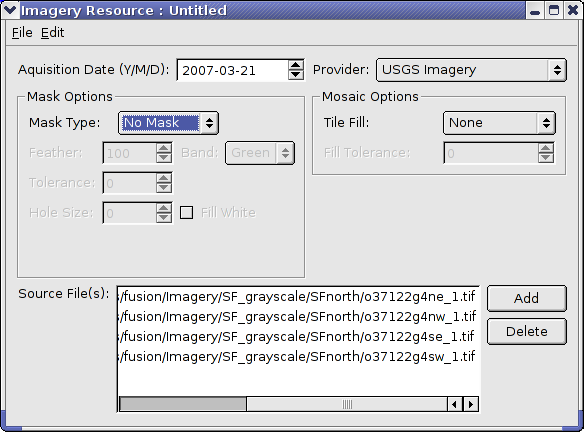 Imagery Resource : Untitled
File Edit
Aquisition Date (Y/M/D): 2007-03-21 Provider: USGS Imagery
Mask Options Mosaic Options
Mask Type: No Mask Tile Fill: None
Feather: 100 Band: Green Fill Tolerance: 0
Tolerance: 0
Hole Size: 0 Fill White
Source File(s): s/fusion/Imagery/SF_grayscale/SFnorth/o37122g4ne_1.tif Add
s/fusion/Imagery/SF_grayscale/SFnorth/o37122g4nw_1.tif
s/fusion/Imagery/SF_grayscale/SFnorth/o37122g4se_1.tif Delete
s/fusion/Imagery/SF_grayscale/SFnorth/o37122g4sw_1.tif